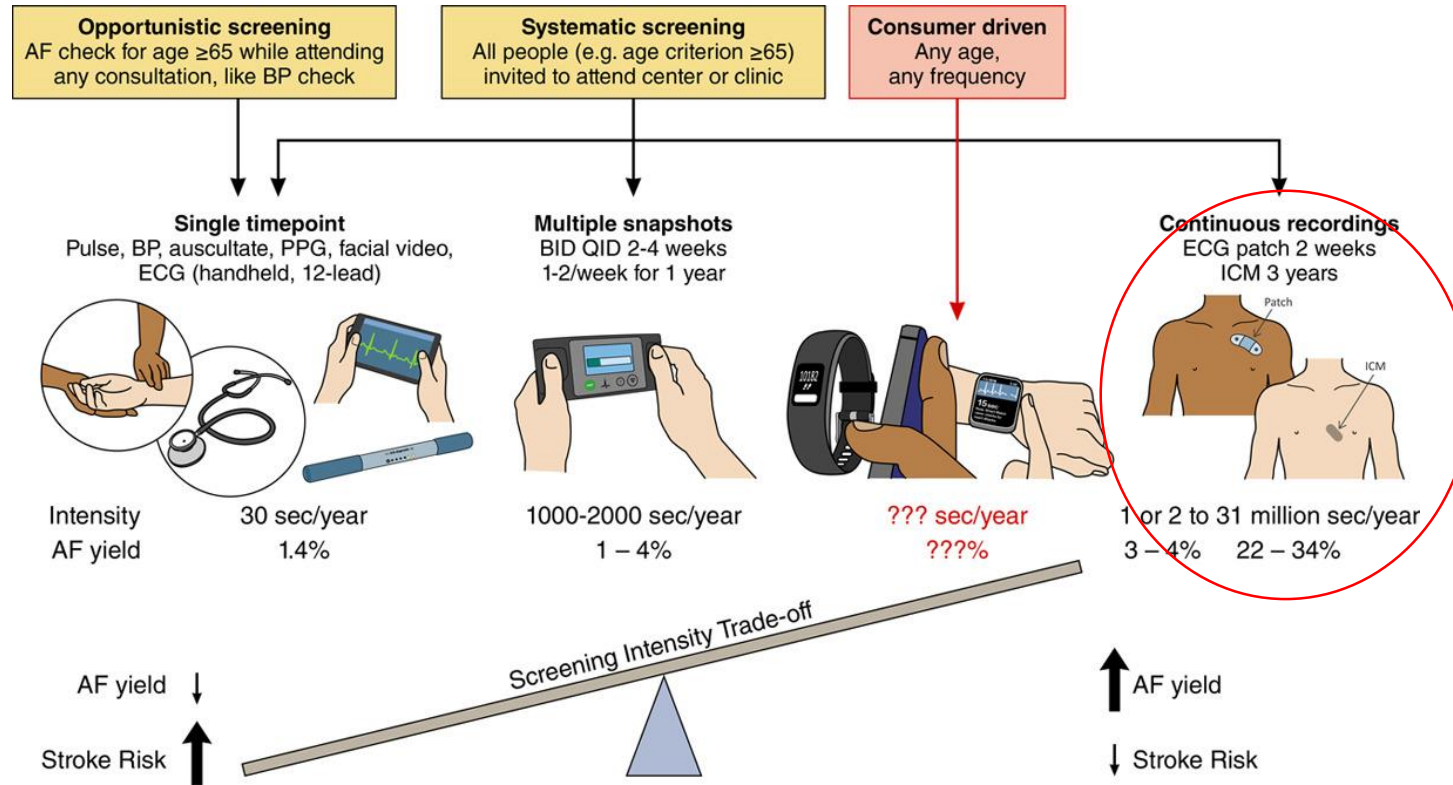 Opportunistic screening
AF check for age ≥65 while attending
any consultation, like BP check
Systematic screening
All people (e.g. age criterion ≥65)
invited to attend center or clinic
Consumer driven
Any age,
any frequency
Single timepoint
Pulse, BP, auscultate, PPG, facial video,
ECG (handheld, 12-lead)
Multiple snapshots
BID QID 2-4 weeks
1-2/week for 1 year
Continuous recordings
ECG patch 2 weeks
ICM 3 years
Patch
ICM
10182
15 sec
Intensity 30 sec/year 1000-2000 sec/year ??? sec/year 1 or 2 to 31 million sec/year
AF yield 1.4% 1 – 4% ???% 3 – 4% 22 – 34%
Screening Intensity Trade-off
AF yield
Stroke Risk
AF yield
Stroke Risk